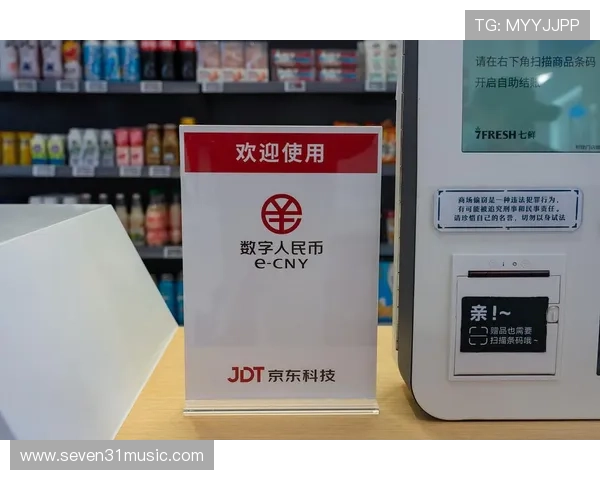 TG: MYYJJPP
请在右下角扫描商品条码
开启自助结账
7FRESH 七鲜
欢迎使用
数字人民币
e-CNY
JDT 京东科技
商场偷窃是一种违法犯罪行为,
有可能被追究刑事和民事责任。
请珍惜自己的名誉,切勿以身试法
亲!~
赠品也需要
扫描条码哦~
www.seven31music.com